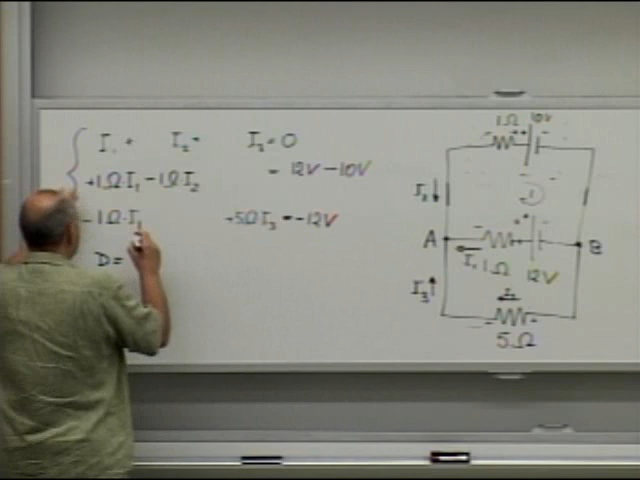 I₁ + I₂ + I₃ = 0
+1Ω·I₁ - 1Ω I₂ = 12V - 10V
-1Ω·I₁ +5Ω I₃ = -12V
D =
1Ω 10V
I₂
1
A B
I₁ 1Ω 12V
I₃
5Ω